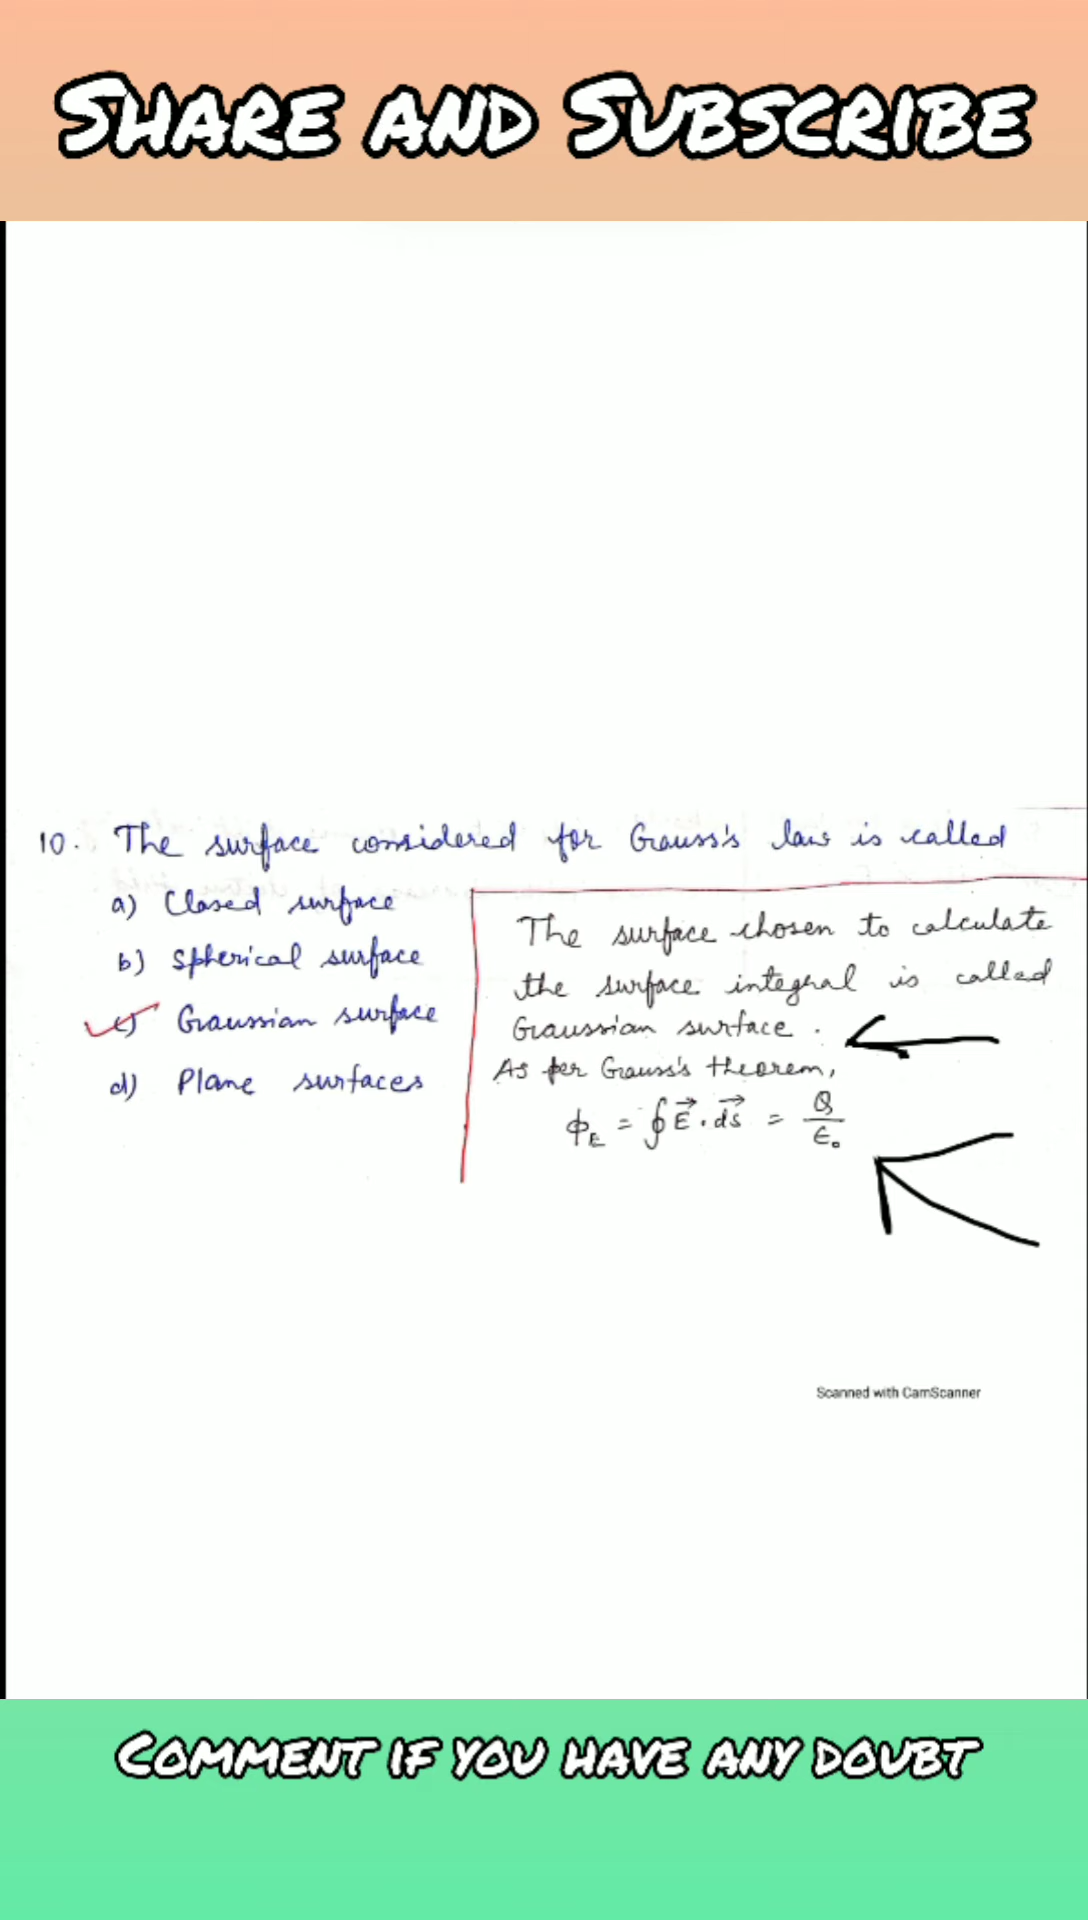 SHARE AND SUBSCRIBE
10. The surface considered for Gauss's law is called
a) Closed surface
b) Spherical surface
c) Gaussian surface
d) Plane surfaces
The surface chosen to calculate
the surface integral is called
Gaussian surface.
As per Gauss's theorem,
ϕ_E = ∮E⃗ . ds⃗ = Q/ϵ₀
Scanned with CamScanner
COMMENT IF YOU HAVE ANY DOUBT